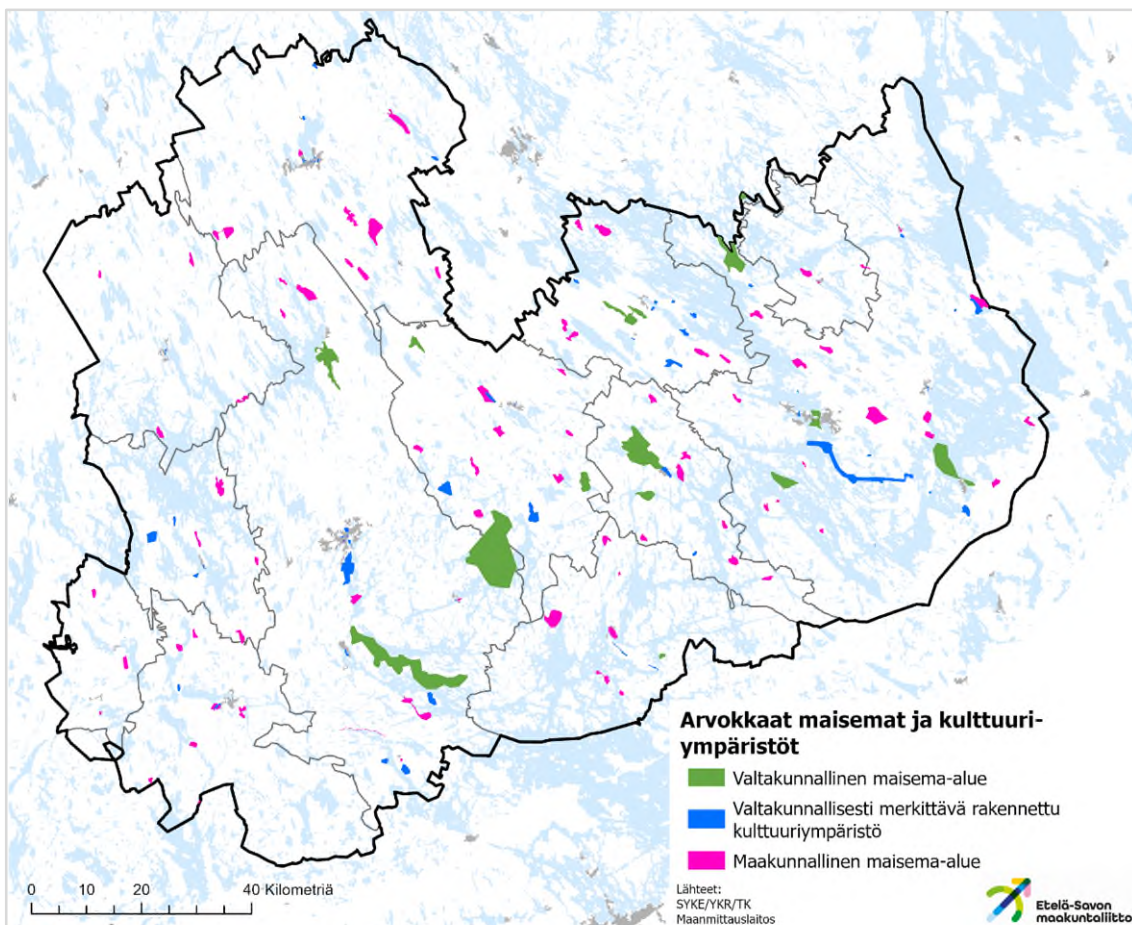 Arvokkaat maisemat ja kulttuuri-
ympäristöt
Valtakunnallinen maisema-alue
Valtakunnallisesti merkittävä rakennettu
kulttuuriympäristö
Maakunnallinen maisema-alue
0 10 20 40 Kilometriä
Lähteet:
SYKE/YKR/TK
Maanmittauslaitos
Etelä-Savon
maakuntaliitto